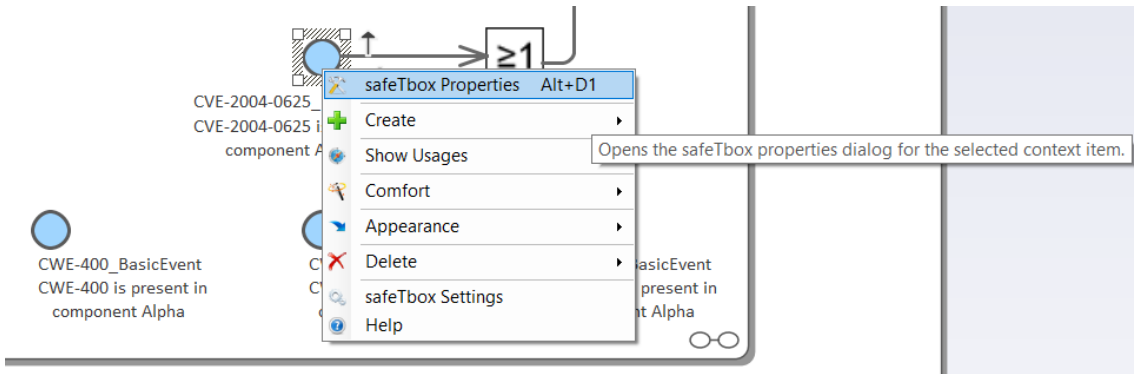 ≥1
safeTbox Properties Alt+D1
CVE-2004-0625_
Create
CVE-2004-0625 i
Opens the safeTbox properties dialog for the selected context item.
component A
Show Usages
Comfort
Appearance
CWE-400_BasicEvent
Delete
asicEvent
CWE-400 is present in
present in
component Alpha
safeTbox Settings
nt Alpha
Help